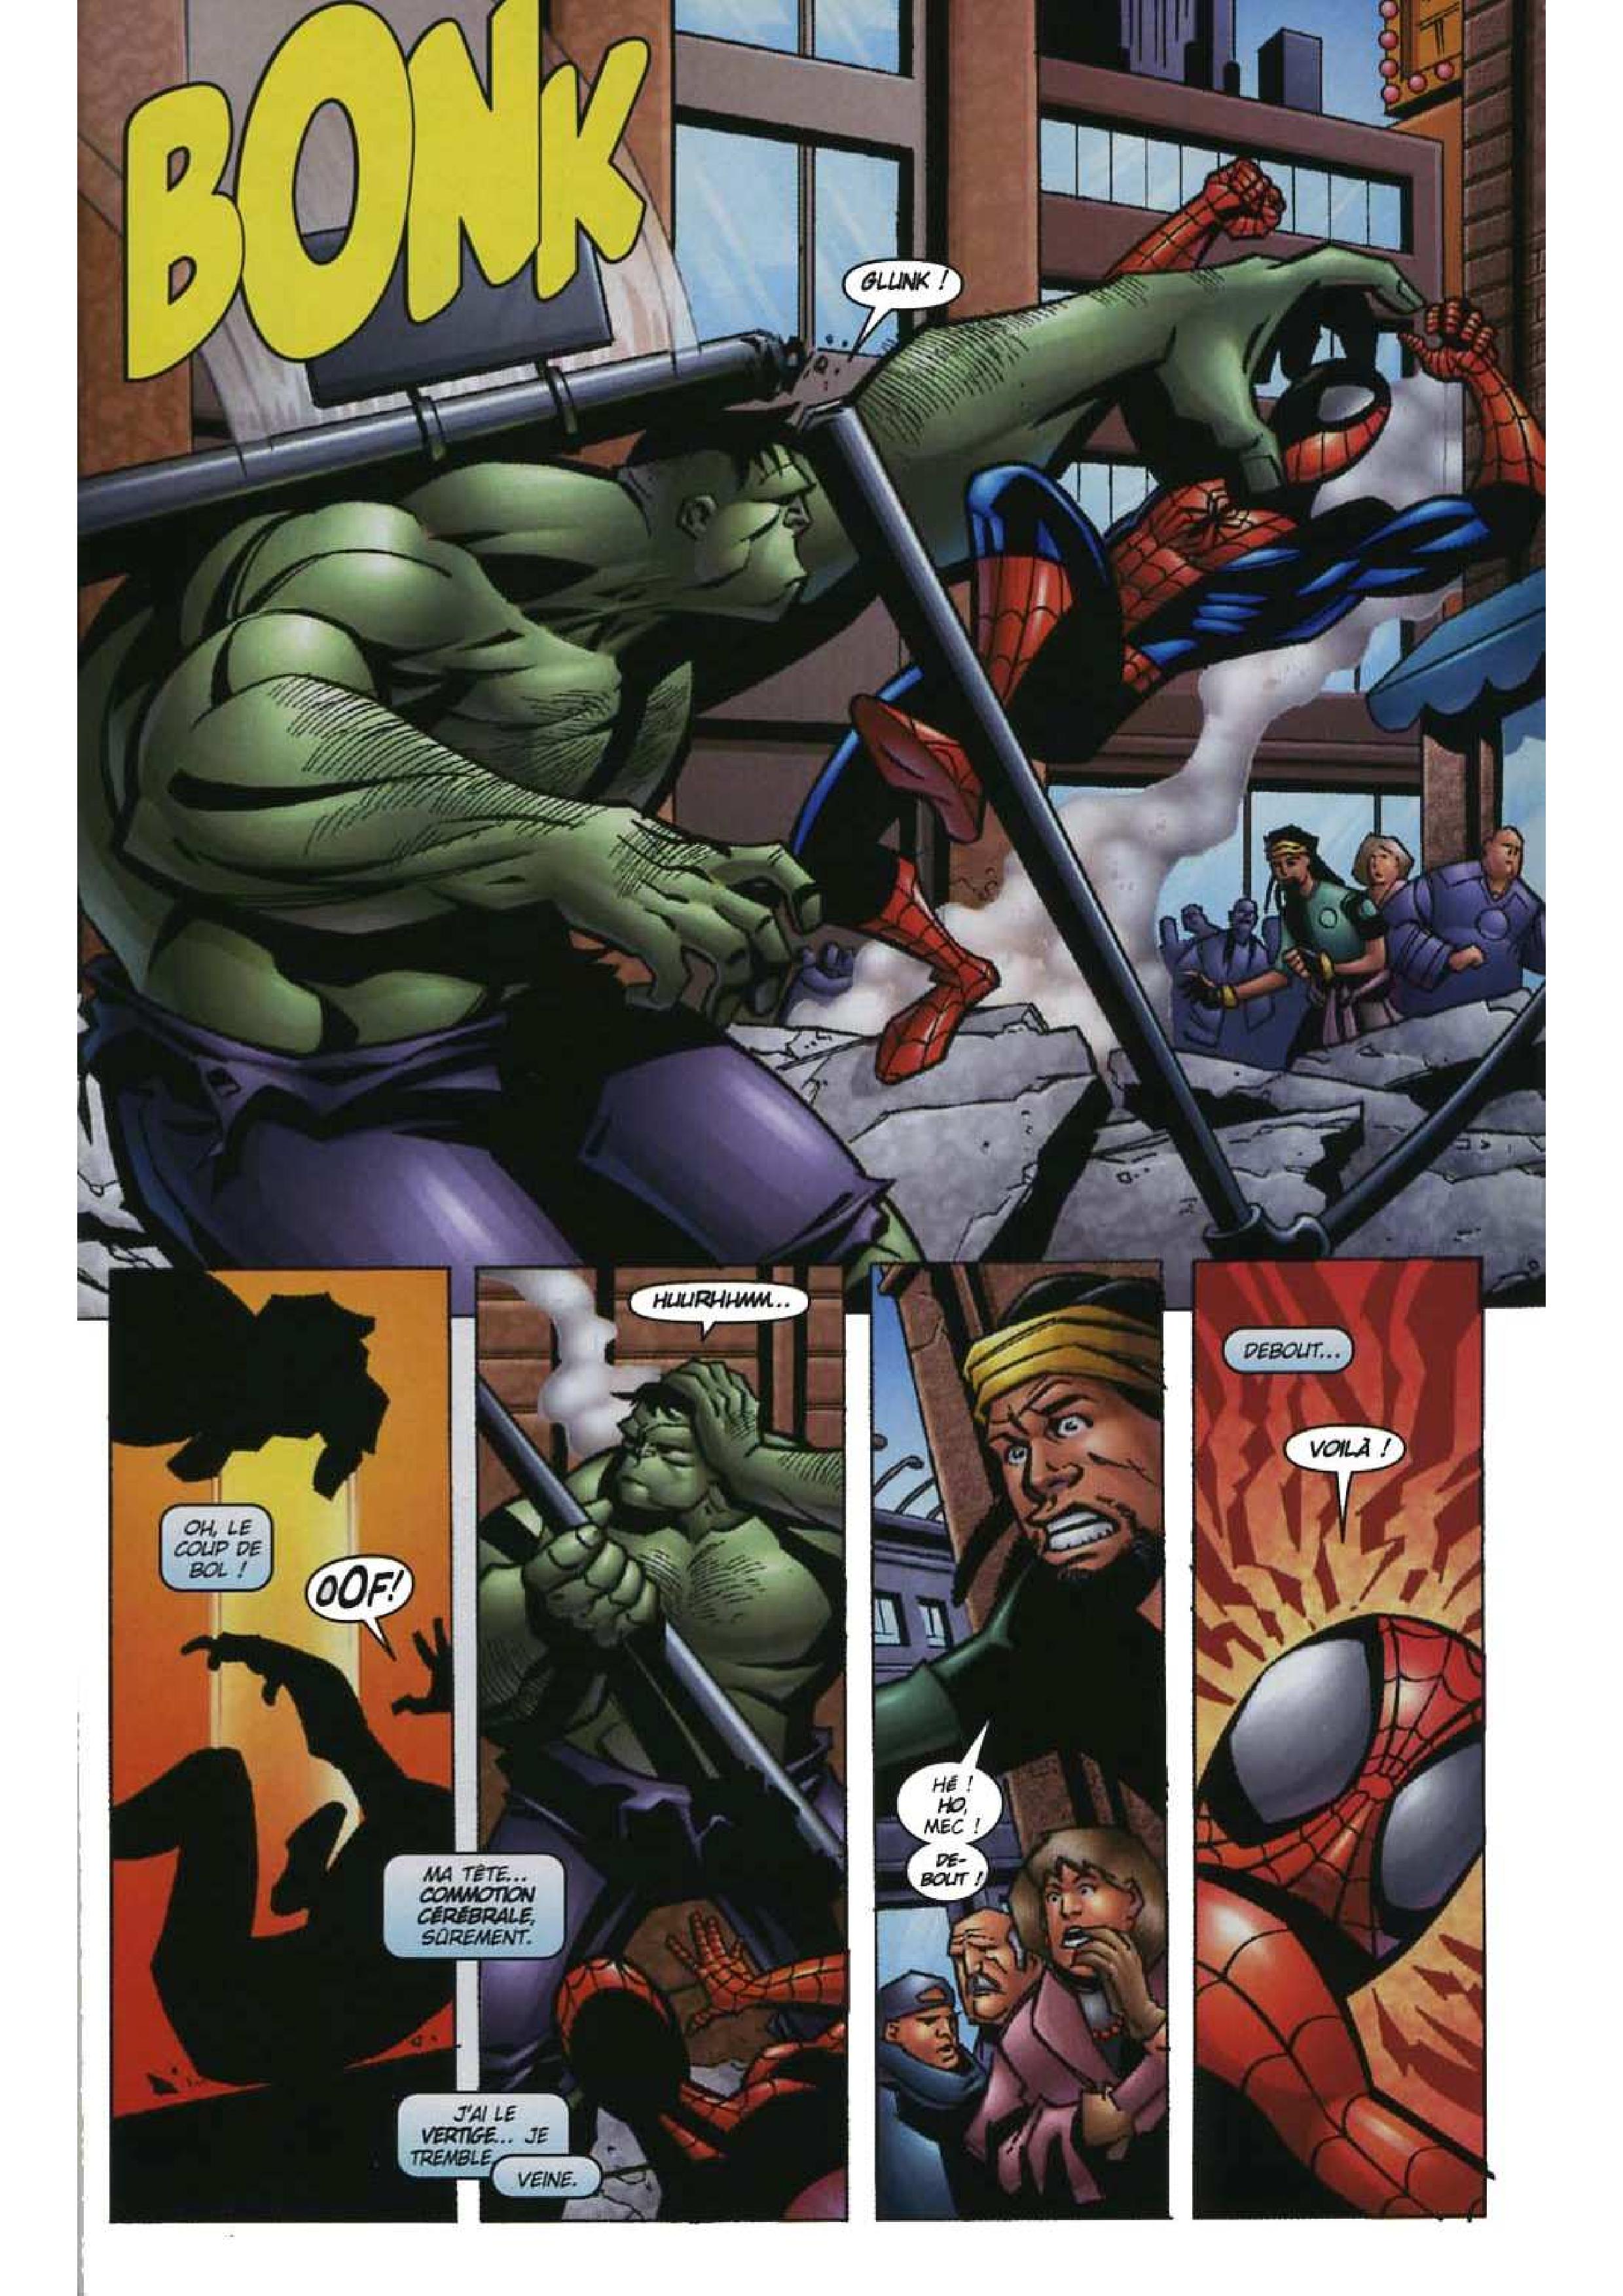 BONK
GLUNK !
OH, LE
COUP DE
BOL !
OOF!
HUURHHMM...
MA TÊTE...
COMMOTION
CÉRÉBRALE,
SÛREMENT.
J'AI LE
VERTIGE... JE
TREMBLE.
VEINE.
HÉ !
HO,
MEC !
DE-
BOUT !
DEBOUT...
VOILÀ !